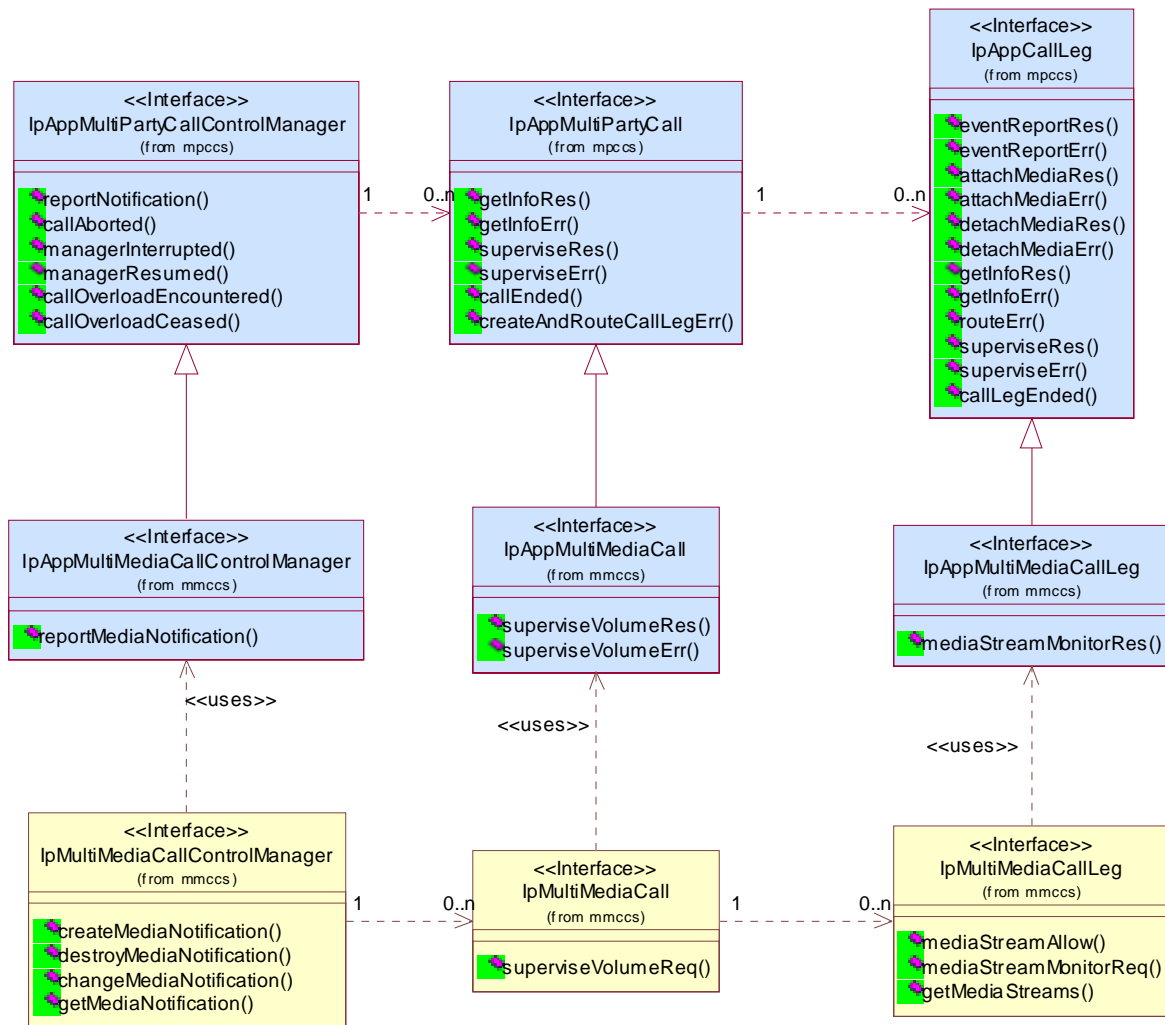 <<Interface>>
IpAppMultiPartyCallControlManager
(from mpccs)
reportNotification()
callAborted()
managerInterrupted()
managerResumed()
callOverloadEncountered()
callOverloadCeased()
1
0..n
<<Interface>>
IpAppMultiPartyCall
(from mpccs)
getInfoRes()
getInfoErr()
superviseRes()
superviseErr()
callEnded()
createAndRouteCallLegErr()
1
0..n
<<Interface>>
IpAppCallLeg
(from mpccs)
eventReportRes()
eventReportErr()
attachMediaRes()
attachMediaErr()
detachMediaRes()
detachMediaErr()
getInfoRes()
getInfoErr()
routeErr()
superviseRes()
superviseErr()
callLegEnded()
<<Interface>>
IpAppMultiMediaCallControlManager
(from mmccs)
reportMediaNotification()
<<Interface>>
IpAppMultiMediaCall
(from mmccs)
superviseVolumeRes()
superviseVolumeErr()
<<Interface>>
IpAppMultiMediaCallLeg
(from mmccs)
mediaStreamMonitorRes()
<<uses>>
<<uses>>
<<uses>>
<<Interface>>
IpMultiMediaCallControlManager
(from mmccs)
createMediaNotification()
destroyMediaNotification()
changeMediaNotification()
getMediaNotification()
1
0..n
<<Interface>>
IpMultiMediaCall
(from mmccs)
superviseVolumeReq()
1
0..n
<<Interface>>
IpMultiMediaCallLeg
(from mmccs)
mediaStreamAllow()
mediaStreamMonitorReq()
getMediaStreams()